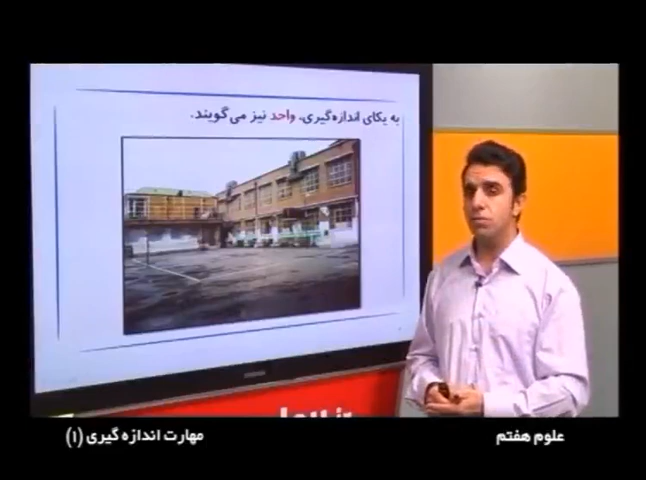 به یکای اندازه‌گیری، واحد نیز می‌گویند.
علوم هفتم
مهارت اندازه گیری (۱)